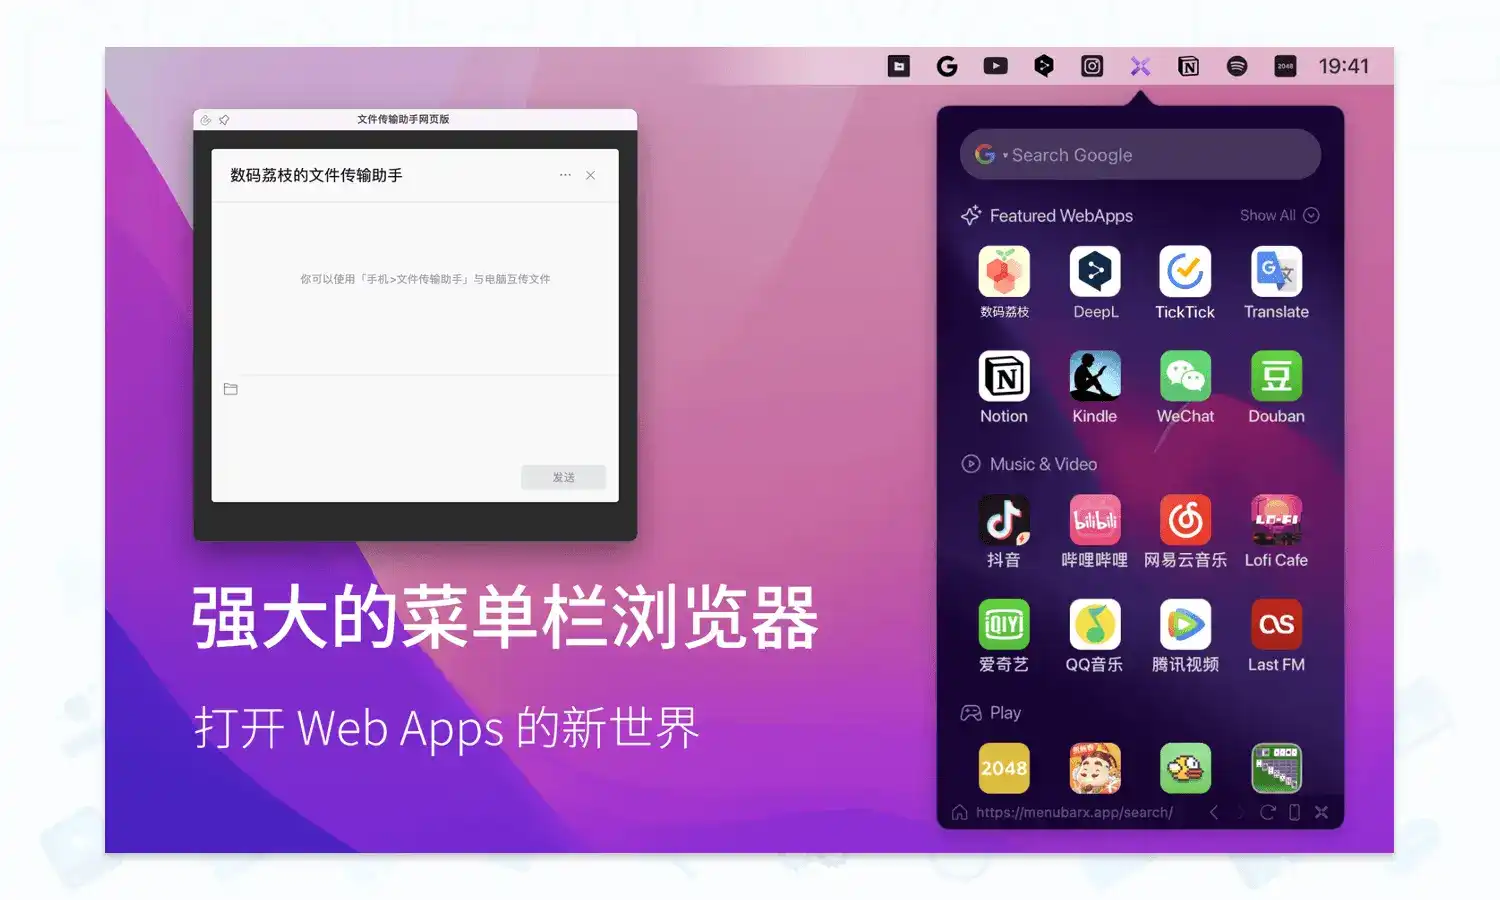 19:41
文件传输助手网页版
数码荔枝的文件传输助手
你可以使用「手机>文件传输助手」与电脑互传文件
发送
强大的菜单栏浏览器
打开 Web Apps 的新世界
Search Google
Featured WebApps Show All
数码荔枝 DeepL TickTick Translate
Notion Kindle WeChat Douban
Music & Video
bilibili LO-FI
抖音 哔哩哔哩 网易云音乐 Lofi Cafe
iQIYI
爱奇艺 QQ音乐 腾讯视频 Last FM
Play
2048
https://menubarx.app/search/